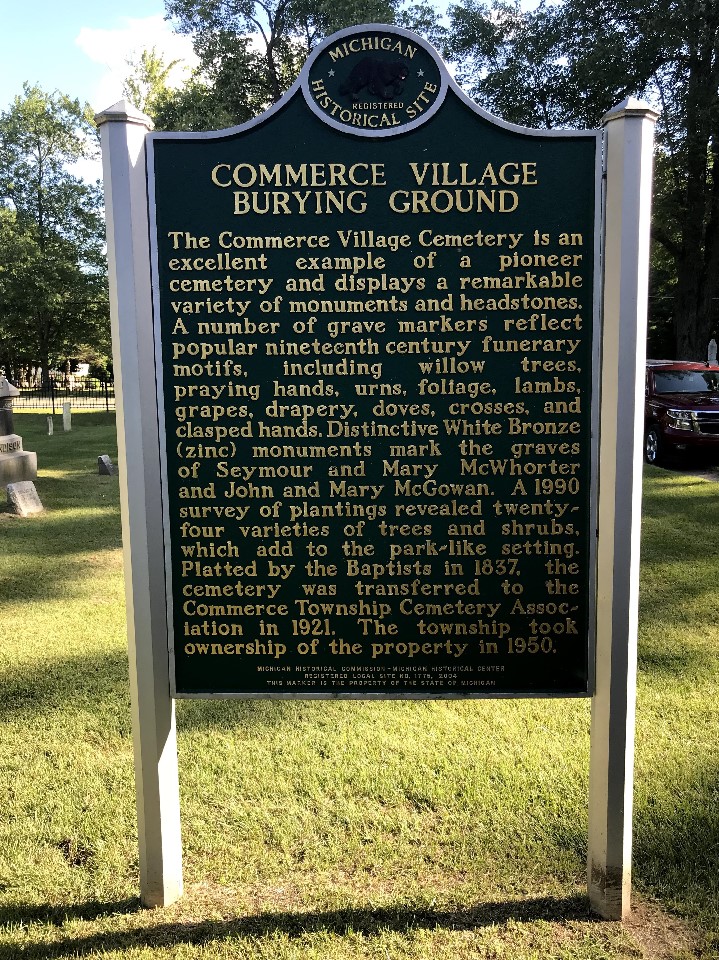 MICHIGAN
REGISTERED
HISTORICAL SITE
COMMERCE VILLAGE
BURYING GROUND
The Commerce Village Cemetery is an
excellent example of a pioneer
cemetery and displays a remarkable
variety of monuments and headstones.
A number of grave markers reflect
popular nineteenth century funerary
motifs, including willow trees,
praying hands, urns, foliage, lambs,
grapes, drapery, doves, crosses, and
clasped hands. Distinctive White Bronze
(zinc) monuments mark the graves
of Seymour and Mary McWhorter
and John and Mary McGowan. A 1990
survey of plantings revealed twenty-
four varieties of trees and shrubs,
which add to the park-like setting.
Platted by the Baptists in 1837, the
cemetery was transferred to the
Commerce Township Cemetery Assoc-
iation in 1921. The township took
ownership of the property in 1950.
MICHIGAN HISTORICAL COMMISSION-MICHIGAN HISTORICAL CENTER
REGISTERED LOCAL SITE NO. 1775, 2004
THIS MARKER IS THE PROPERTY OF THE STATE OF MICHIGAN